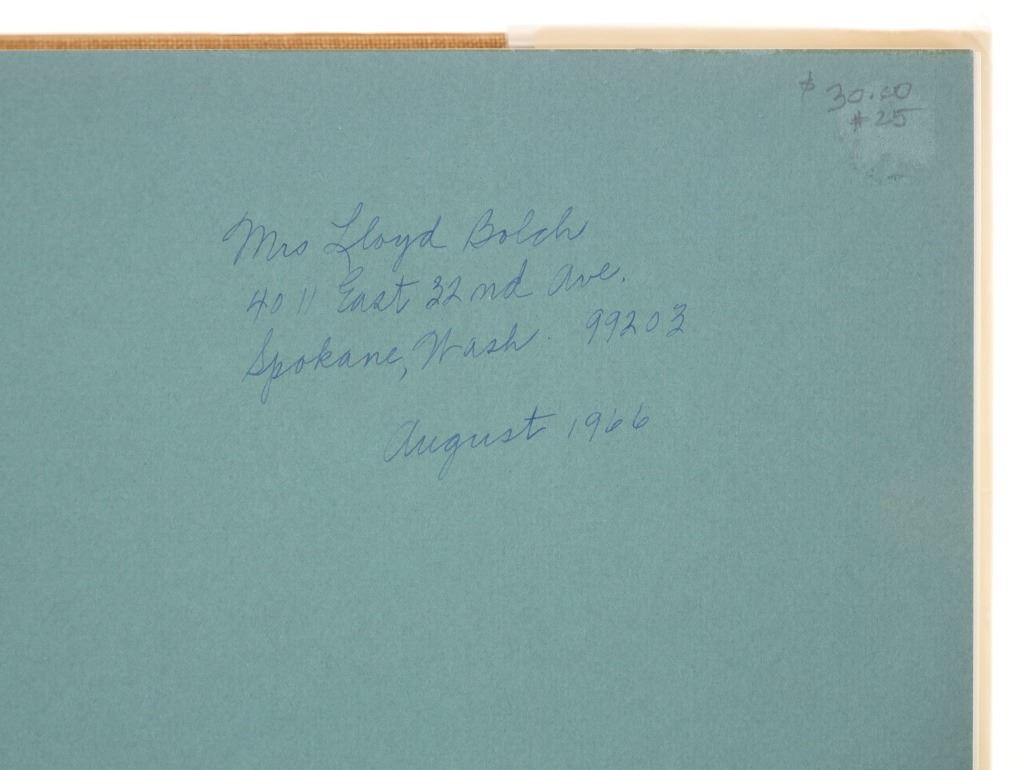 $ 30.00
# 25
Mrs Lloyd Bolch
4011 East 32nd Ave.
Spokane, Wash. 99203
August 1966